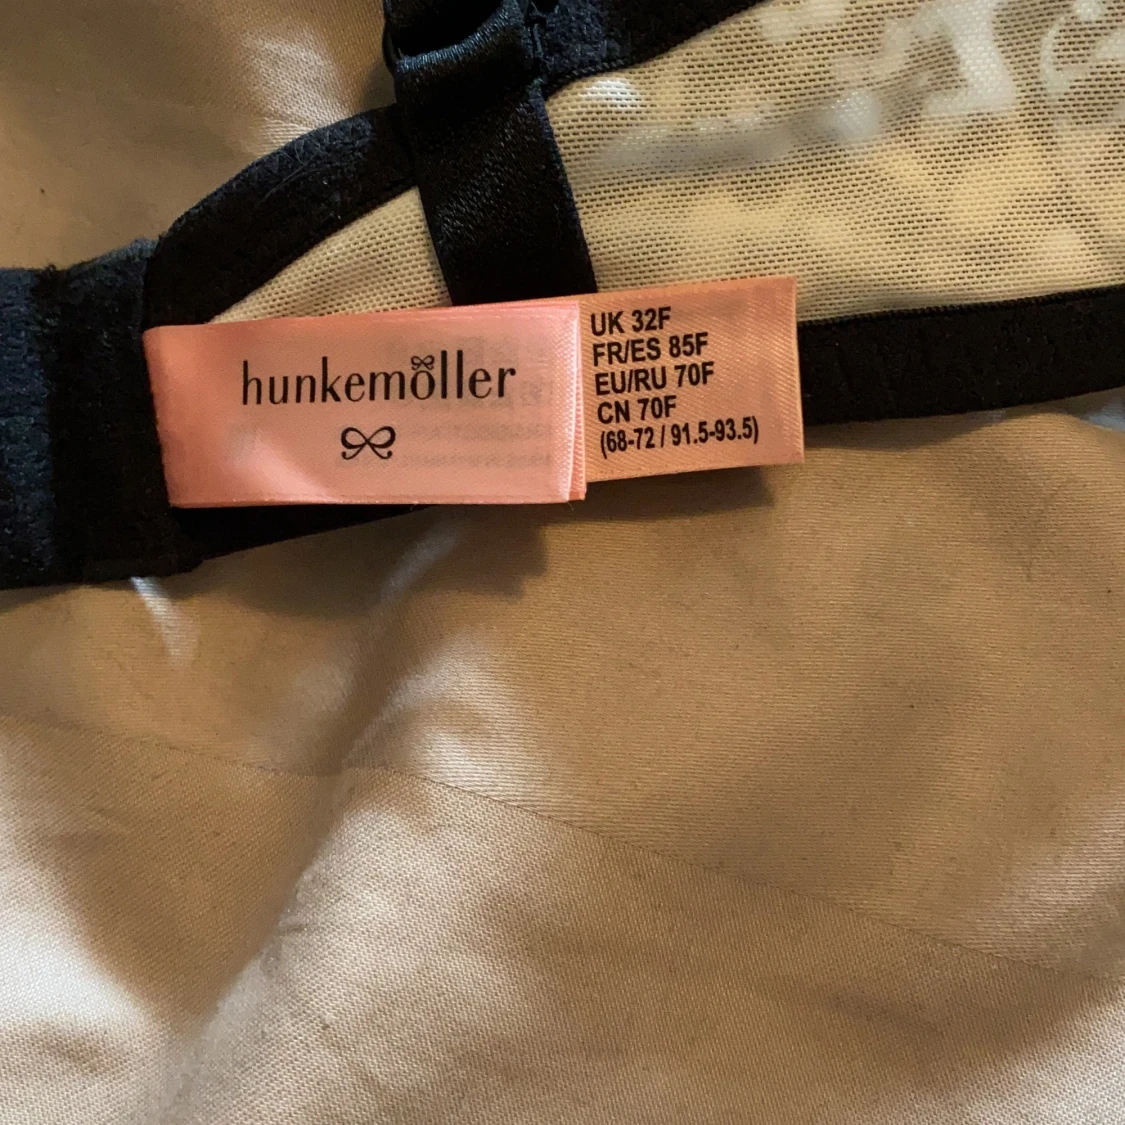 hunkemöller
UK 32F
FR/ES 85F
EU/RU 70F
CN 70F
(68-72 / 91.5-93.5)